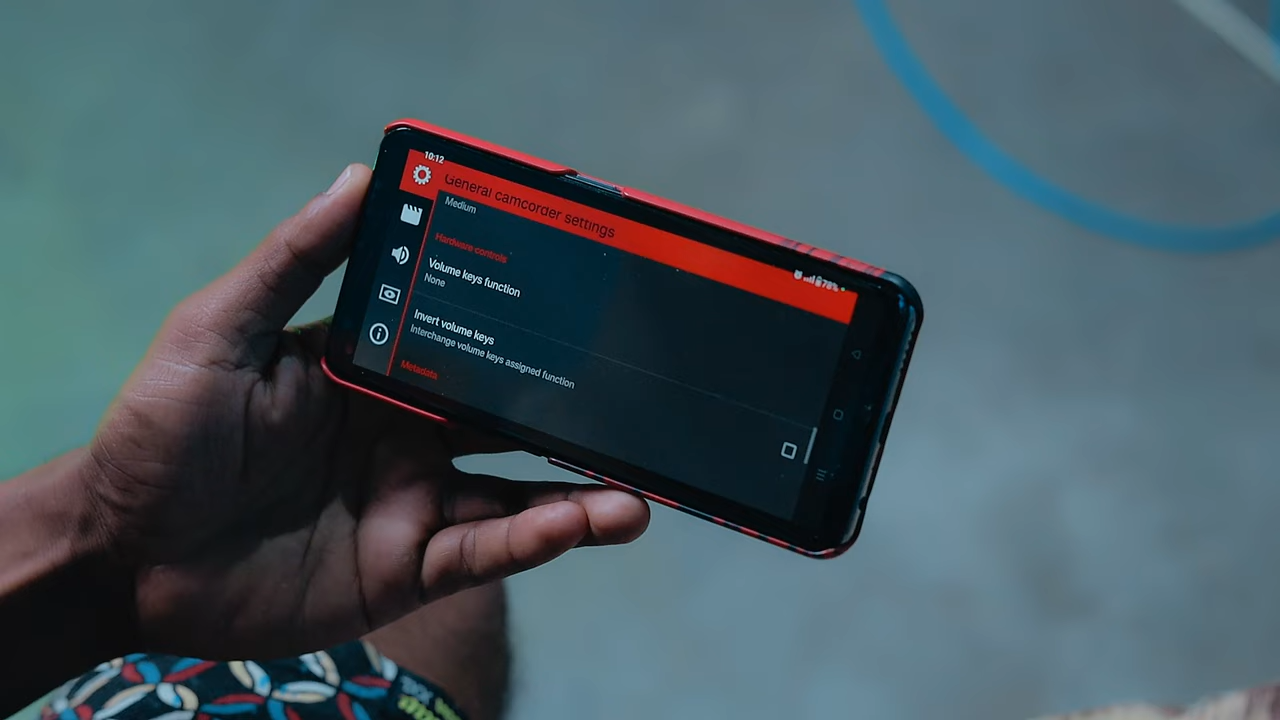 10:12
78%
General camcorder settings
Medium
Hardware controls
Volume keys function
None
Invert volume keys
Interchange volume keys assigned function
Metadata